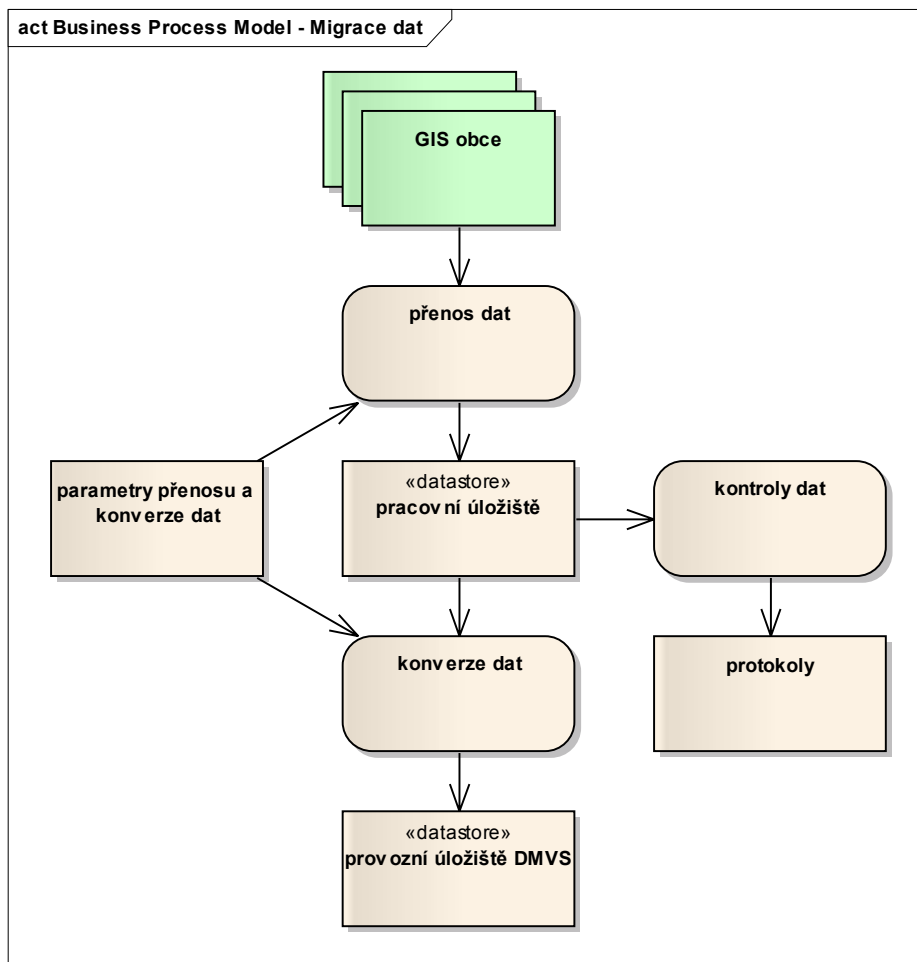 act Business Process Model - Migrace dat
GIS obce
přenos dat
parametry přenosu a
konverze dat
«datastore»
pracovní úložiště
kontroly dat
konverze dat
protokoly
«datastore»
provozní úložiště DMVS